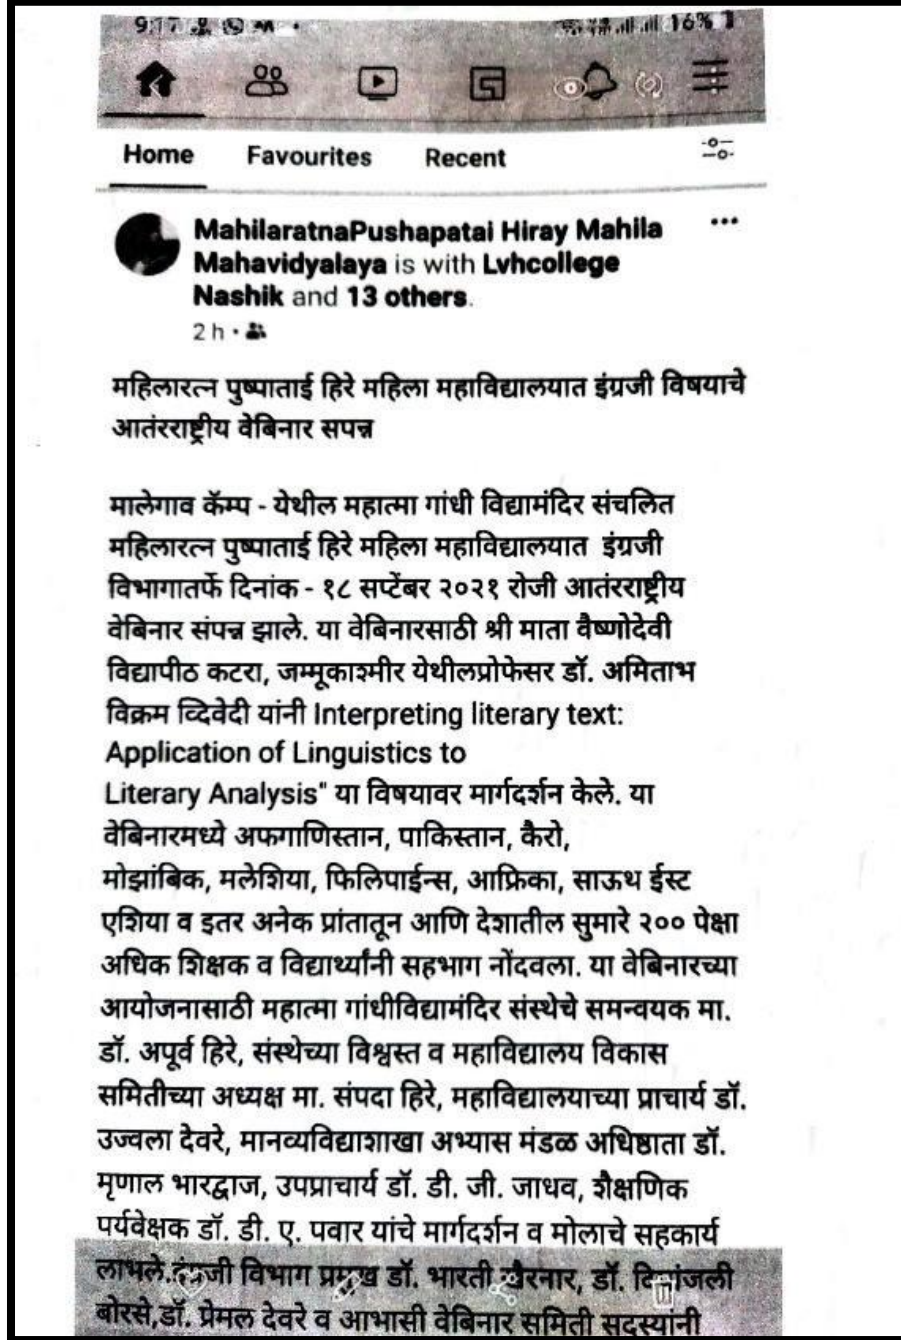 9:17
16%
Home Favourites Recent
MahilaratnaPushapatai Hiray Mahila
Mahavidyalaya is with Lvhcollege
Nashik and 13 others.
2 h ·
महिलारत्न पुष्पाताई हिरे महिला महाविद्यालयात इंग्रजी विषयाचे
आतंरराष्ट्रीय वेबिनार सपन्न
मालेगाव कॅम्प - येथील महात्मा गांधी विद्यामंदिर संचलित
महिलारत्न पुष्पाताई हिरे महिला महाविद्यालयात इंग्रजी
विभागातर्फे दिनांक - १८ सप्टेंबर २०२१ रोजी आतंरराष्ट्रीय
वेबिनार संपन्न झाले. या वेबिनारसाठी श्री माता वैष्णोदेवी
विद्यापीठ कटरा, जम्मूकाश्मीर येथीलप्रोफेसर डॉ. अमिताभ
विक्रम व्दिवेदी यांनी Interpreting literary text:
Application of Linguistics to
Literary Analysis" या विषयावर मार्गदर्शन केले. या
वेबिनारमध्ये अफगाणिस्तान, पाकिस्तान, कैरो,
मोझांबिक, मलेशिया, फिलिपाईन्स, आफ्रिका, साऊथ ईस्ट
एशिया व इतर अनेक प्रांतातून आणि देशातील सुमारे २०० पेक्षा
अधिक शिक्षक व विद्यार्थ्यांनी सहभाग नोंदवला. या वेबिनारच्या
आयोजनासाठी महात्मा गांधीविद्यामंदिर संस्थेचे समन्वयक मा.
डॉ. अपूर्व हिरे, संस्थेच्या विश्वस्त व महाविद्यालय विकास
समितीच्या अध्यक्ष मा. संपदा हिरे, महाविद्यालयाच्या प्राचार्य डॉ.
उज्वला देवरे, मानव्यविद्याशाखा अभ्यास मंडळ अधिष्ठाता डॉ.
मृणाल भारद्वाज, उपप्राचार्य डॉ. डी. जी. जाधव, शैक्षणिक
पर्यवेक्षक डॉ. डी. ए. पवार यांचे मार्गदर्शन व मोलाचे सहकार्य
लाभले.इंग्रजी विभाग प्रमुख डॉ. भारती खैरनार, डॉ.
बोरसे,डॉ. प्रेमल देवरे व आभासी वेबिनार समिती सदस्यांनी